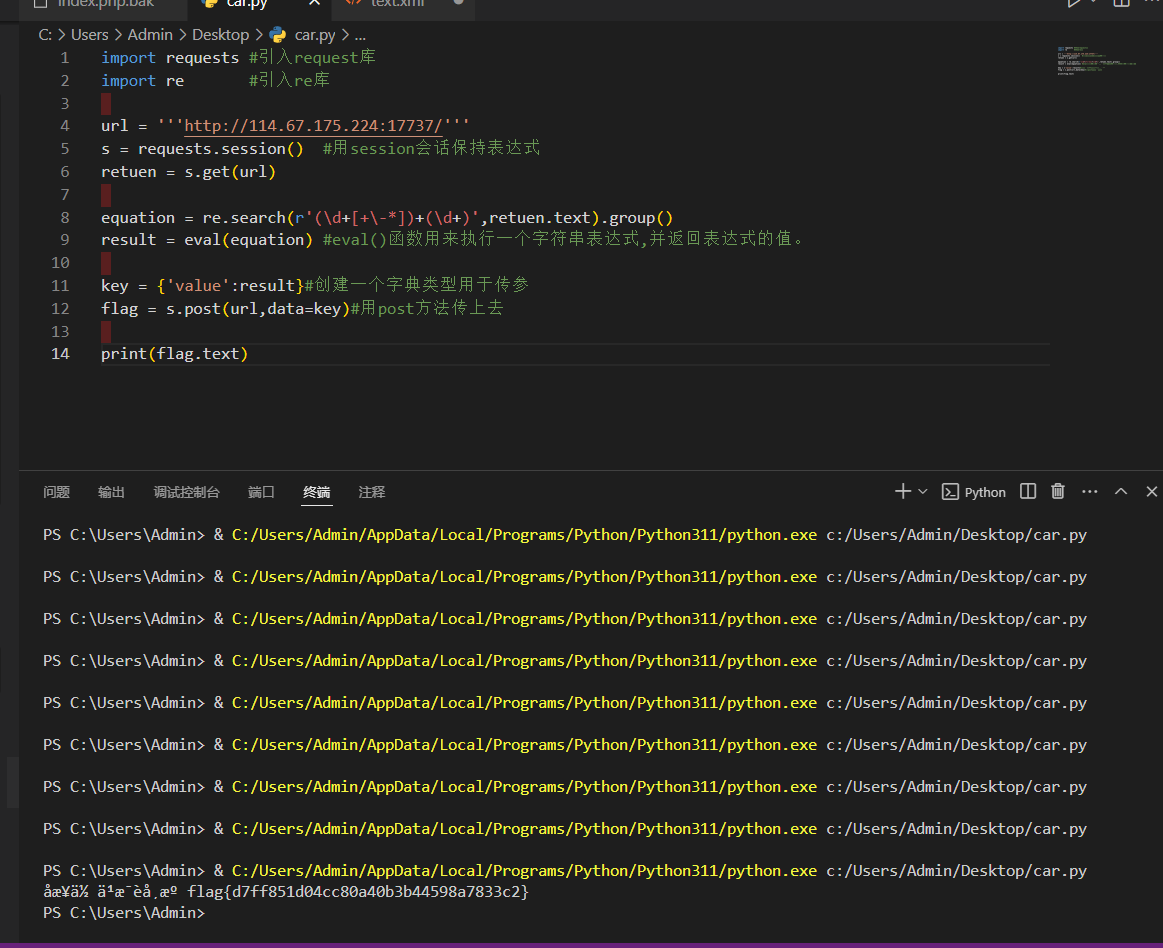 index.php.bak car.py text.xml
C: > Users > Admin > Desktop > car.py > ...
1 import requests #引入request库
2 import re #引入re库
3
4 url = '''http://114.67.175.224:17737/'''
5 s = requests.session() #用session会话保持表达式
6 retuen = s.get(url)
7
8 equation = re.search(r'(\d+[+\-*])+(\d+)',retuen.text).group()
9 result = eval(equation) #eval()函数用来执行一个字符串表达式,并返回表达式的值。
10
11 key = {'value':result}#创建一个字典类型用于传参
12 flag = s.post(url,data=key)#用post方法传上去
13
14 print(flag.text)
问题 输出 调试控制台 端口 终端 注释 Python
PS C:\Users\Admin> & C:/Users/Admin/AppData/Local/Programs/Python/Python311/python.exe c:/Users/Admin/Desktop/car.py
PS C:\Users\Admin> & C:/Users/Admin/AppData/Local/Programs/Python/Python311/python.exe c:/Users/Admin/Desktop/car.py
PS C:\Users\Admin> & C:/Users/Admin/AppData/Local/Programs/Python/Python311/python.exe c:/Users/Admin/Desktop/car.py
PS C:\Users\Admin> & C:/Users/Admin/AppData/Local/Programs/Python/Python311/python.exe c:/Users/Admin/Desktop/car.py
PS C:\Users\Admin> & C:/Users/Admin/AppData/Local/Programs/Python/Python311/python.exe c:/Users/Admin/Desktop/car.py
PS C:\Users\Admin> & C:/Users/Admin/AppData/Local/Programs/Python/Python311/python.exe c:/Users/Admin/Desktop/car.py
PS C:\Users\Admin> & C:/Users/Admin/AppData/Local/Programs/Python/Python311/python.exe c:/Users/Admin/Desktop/car.py
PS C:\Users\Admin> & C:/Users/Admin/AppData/Local/Programs/Python/Python311/python.exe c:/Users/Admin/Desktop/car.py
PS C:\Users\Admin> & C:/Users/Admin/AppData/Local/Programs/Python/Python311/python.exe c:/Users/Admin/Desktop/car.py
åæ¥ä½ ä¹æ¯èå¸æº flag{d7ff851d04cc80a40b3b44598a7833c2}
PS C:\Users\Admin>